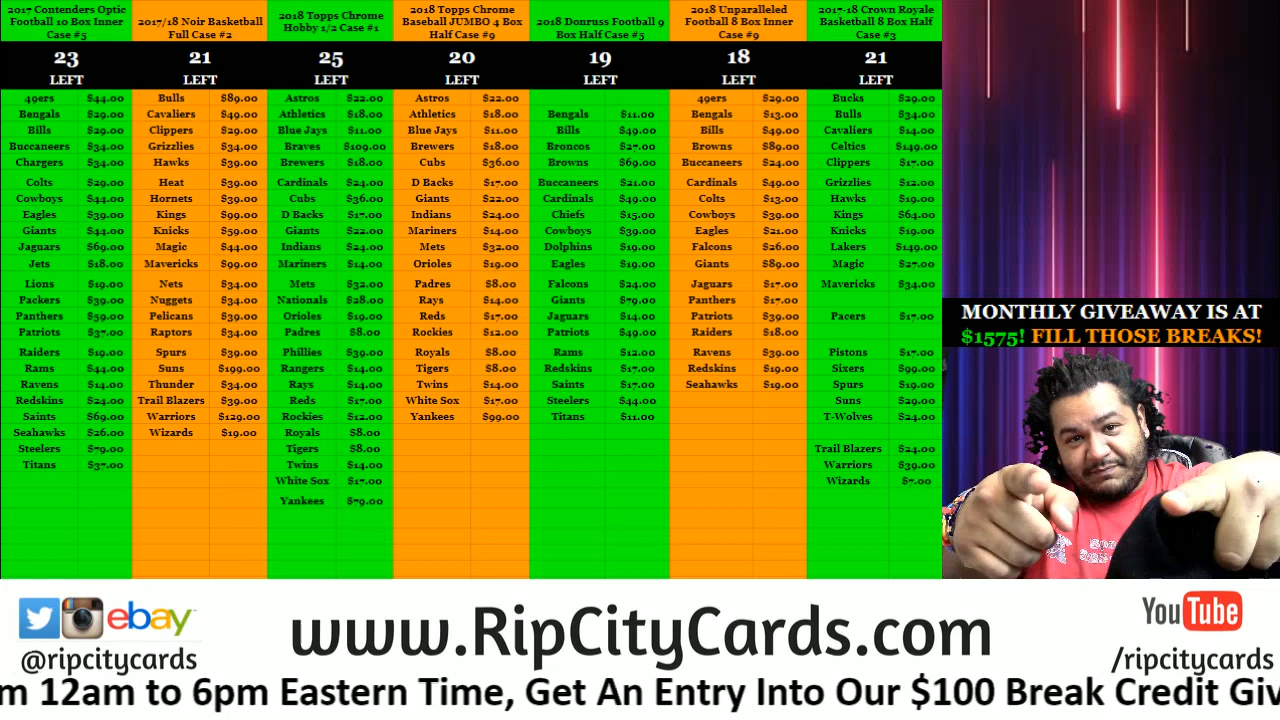 2017 Contenders Optic
Football 10 Box Inner
Case #5
23
LEFT
49ers $44.00
Bengals $29.00
Bills $29.00
Buccaneers $34.00
Chargers $34.00
Colts $29.00
Cowboys $44.00
Eagles $39.00
Giants $44.00
Jaguars $69.00
Jets $18.00
Lions $19.00
Packers $39.00
Panthers $59.00
Patriots $37.00
Raiders $19.00
Rams $44.00
Ravens $14.00
Redskins $24.00
Saints $69.00
Seahawks $26.00
Steelers $79.00
Titans $37.00
2017/18 Noir Basketball
Full Case #2
21
LEFT
Bulls $89.00
Cavaliers $49.00
Clippers $29.00
Grizzlies $34.00
Hawks $39.00
Heat $39.00
Hornets $39.00
Kings $99.00
Knicks $59.00
Magic $44.00
Mavericks $99.00
Nets $34.00
Nuggets $34.00
Pelicans $39.00
Raptors $34.00
Spurs $39.00
Suns $199.00
Thunder $34.00
Trail Blazers $39.00
Warriors $129.00
Wizards $19.00
2018 Topps Chrome
Hobby 1/2 Case #1
25
LEFT
Astros $22.00
Athletics $18.00
Blue Jays $11.00
Braves $109.00
Brewers $18.00
Cardinals $24.00
Cubs $36.00
D Backs $17.00
Giants $22.00
Indians $24.00
Mariners $14.00
Mets $32.00
Nationals $28.00
Orioles $19.00
Padres $8.00
Phillies $39.00
Rangers $14.00
Rays $14.00
Reds $17.00
Rockies $12.00
Royals $8.00
Tigers $8.00
Twins $14.00
White Sox $17.00
Yankees $79.00
2018 Topps Chrome
Baseball JUMBO 4 Box
Half Case #9
20
LEFT
Astros $22.00
Athletics $18.00
Blue Jays $11.00
Brewers $18.00
Cubs $36.00
D Backs $17.00
Giants $22.00
Indians $24.00
Mariners $14.00
Mets $32.00
Orioles $19.00
Padres $8.00
Rays $14.00
Reds $17.00
Rockies $12.00
Royals $8.00
Tigers $8.00
Twins $14.00
White Sox $17.00
Yankees $99.00
2018 Donruss Football 9
Box Half Case #5
19
LEFT
Bengals $11.00
Bills $49.00
Broncos $27.00
Browns $69.00
Buccaneers $21.00
Cardinals $49.00
Chiefs $15.00
Cowboys $39.00
Dolphins $19.00
Eagles $19.00
Falcons $24.00
Giants $79.00
Jaguars $14.00
Patriots $49.00
Rams $12.00
Redskins $17.00
Saints $17.00
Steelers $44.00
Titans $11.00
2018 Unparalleled
Football 8 Box Inner
Case #9
18
LEFT
49ers $29.00
Bengals $13.00
Bills $49.00
Browns $89.00
Buccaneers $24.00
Cardinals $49.00
Colts $13.00
Cowboys $39.00
Eagles $21.00
Falcons $26.00
Giants $89.00
Jaguars $17.00
Panthers $17.00
Patriots $39.00
Raiders $18.00
Ravens $39.00
Redskins $19.00
Seahawks $19.00
2017-18 Crown Royale
Basketball 8 Box Half
Case #3
21
LEFT
Bucks $29.00
Bulls $34.00
Cavaliers $14.00
Celtics $149.00
Clippers $17.00
Grizzlies $12.00
Hawks $19.00
Kings $64.00
Knicks $19.00
Lakers $149.00
Magic $27.00
Mavericks $34.00
Pacers $17.00
Pistons $17.00
Sixers $99.00
Spurs $19.00
Suns $29.00
T-Wolves $24.00
Trail Blazers $24.00
Warriors $39.00
Wizards $7.00
MONTHLY GIVEAWAY IS AT
$1575! FILL THOSE BREAKS!
ebay
@ripcitycards
www.RipCityCards.com
YouTube
/ripcitycards
m 12am to 6pm Eastern Time, Get An Entry Into Our $100 Break Credit Giv